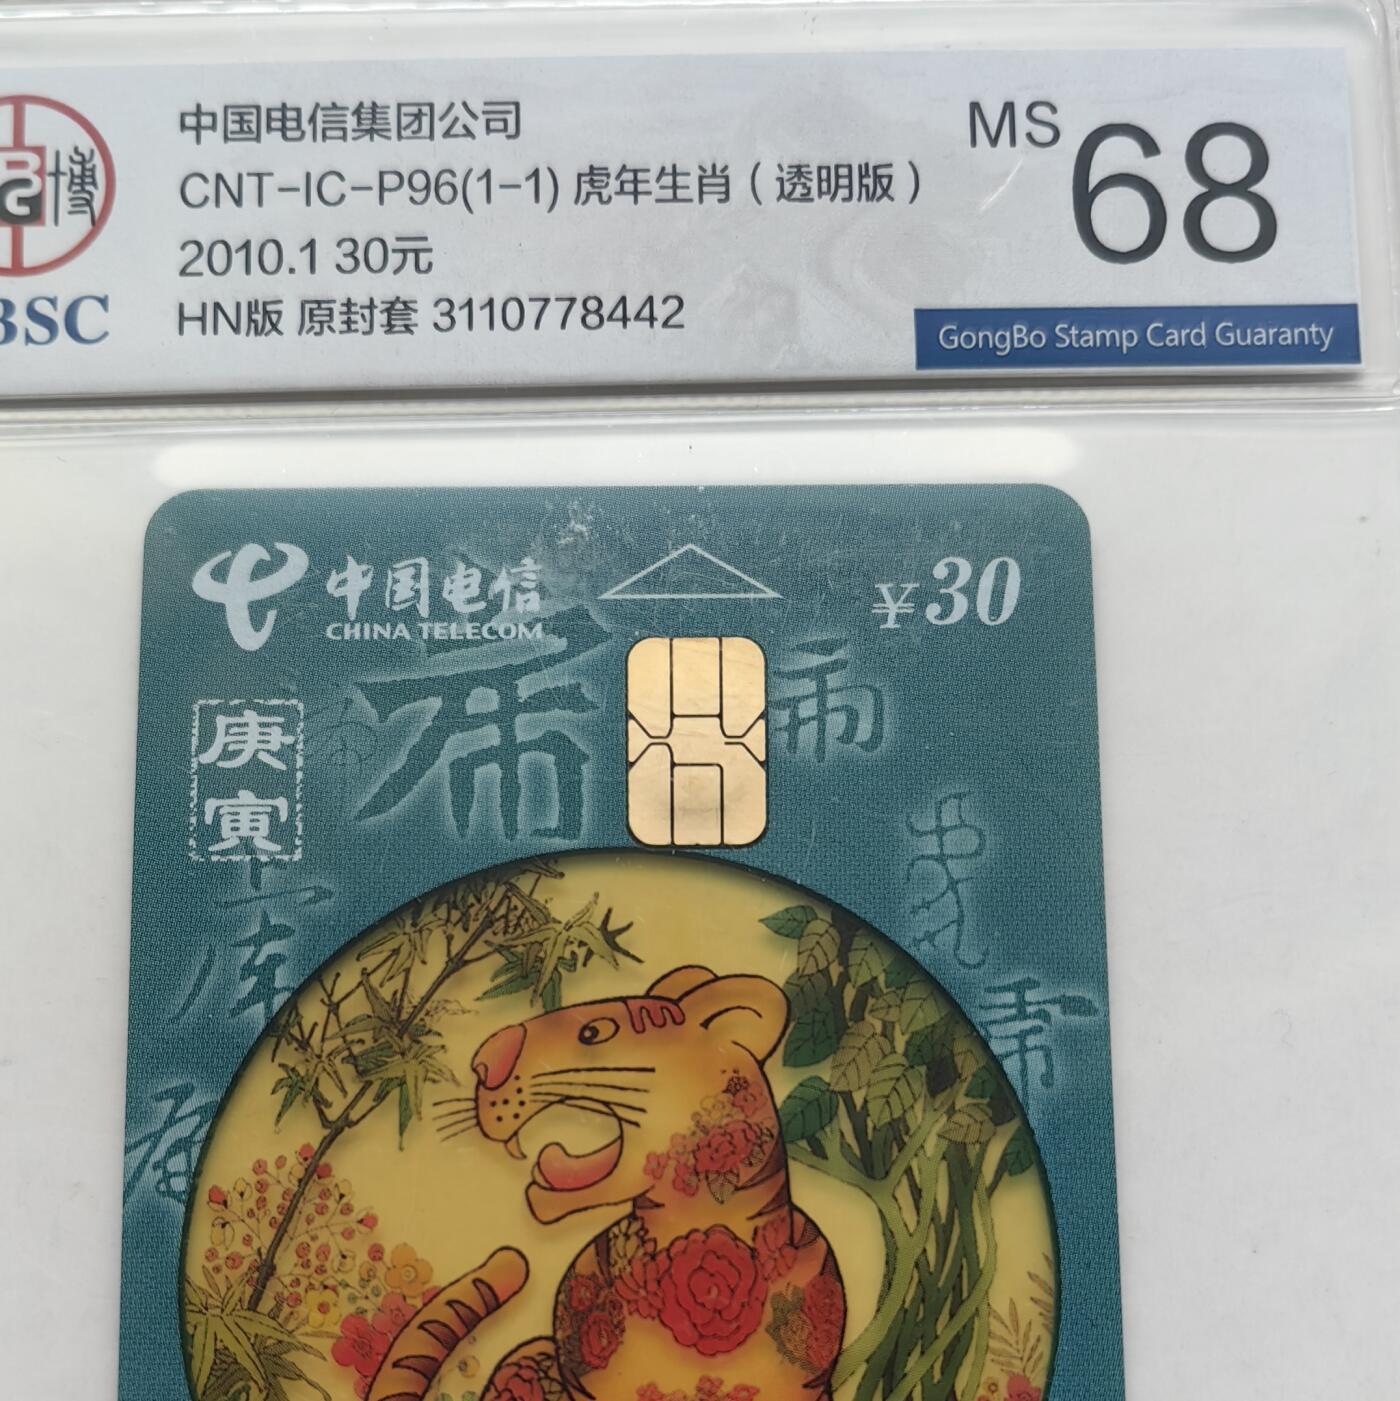 中国电信集团公司
CNT-IC-P96(1-1) 虎年生肖（透明版）
2010.1 30元
HN版 原封套 3110778442
MS 68
博
BSC
GongBo Stamp Card Guaranty
中国电信
CHINA TELECOM
¥30
庚
寅